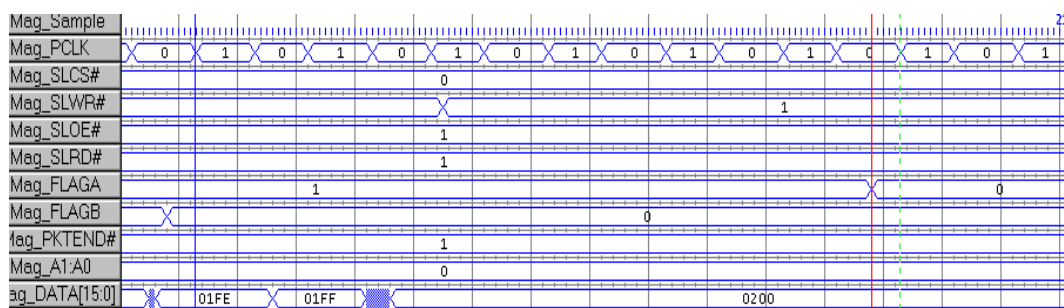 Mag_Sample
Mag_PCLK 0 1 0 1 0 1 0 1 0 1 0 1 0 1 0 1
Mag_SLCS# 0
Mag_SLWR# 1
Mag_SLOE# 1
Mag_SLRD# 1
Mag_FLAGA 1 0
Mag_FLAGB 0
Mag_PKTEND# 1
Mag_A1:A0 0
ag_DATA[15:0] 01FE 01FF 0200